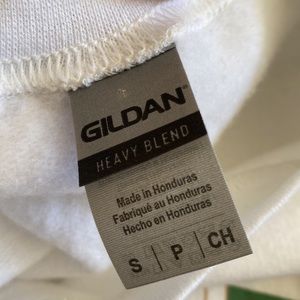 GILDAN
HEAVY BLEND
Made in Honduras
Fabriqué au Honduras
Hecho en Honduras
S | P | CH